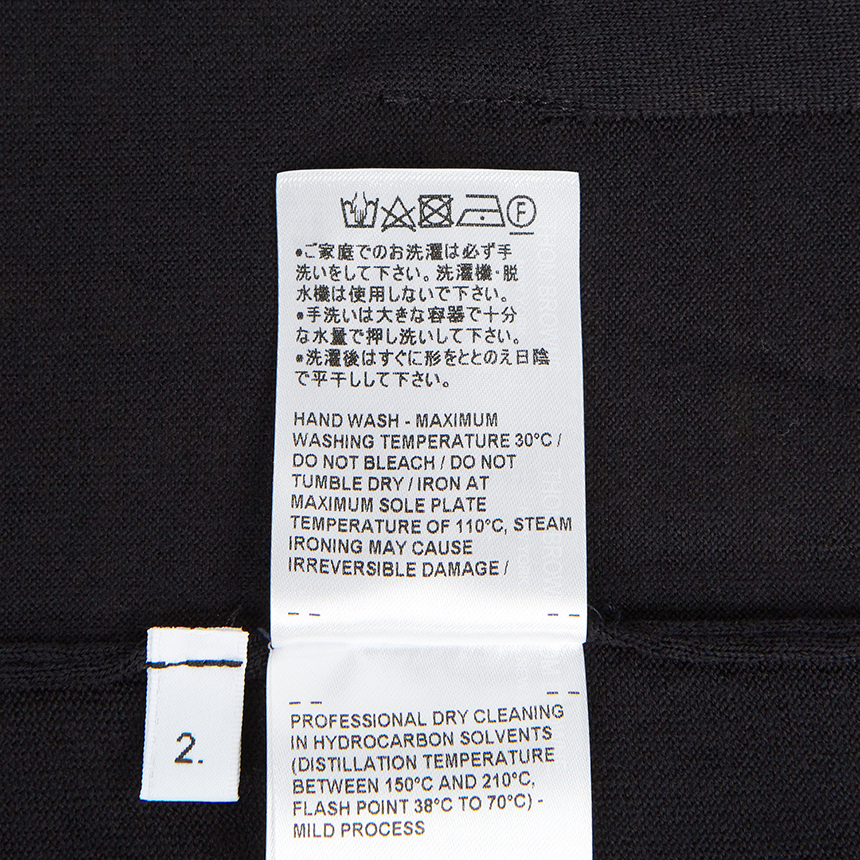 F
●ご家庭でのお洗濯は必ず手
洗いをして下さい。洗濯機・脱
水機は使用しないで下さい。
●手洗いは大きな容器で十分
な水量で押し洗いして下さい。
●洗濯後はすぐに形をととのえ日陰
で平干しして下さい。
HAND WASH - MAXIMUM
WASHING TEMPERATURE 30°C /
DO NOT BLEACH / DO NOT
TUMBLE DRY / IRON AT
MAXIMUM SOLE PLATE
TEMPERATURE OF 110°C, STEAM
IRONING MAY CAUSE
IRREVERSIBLE DAMAGE /
2.
PROFESSIONAL DRY CLEANING
IN HYDROCARBON SOLVENTS
(DISTILLATION TEMPERATURE
BETWEEN 150°C AND 210°C,
FLASH POINT 38°C TO 70°C) -
MILD PROCESS